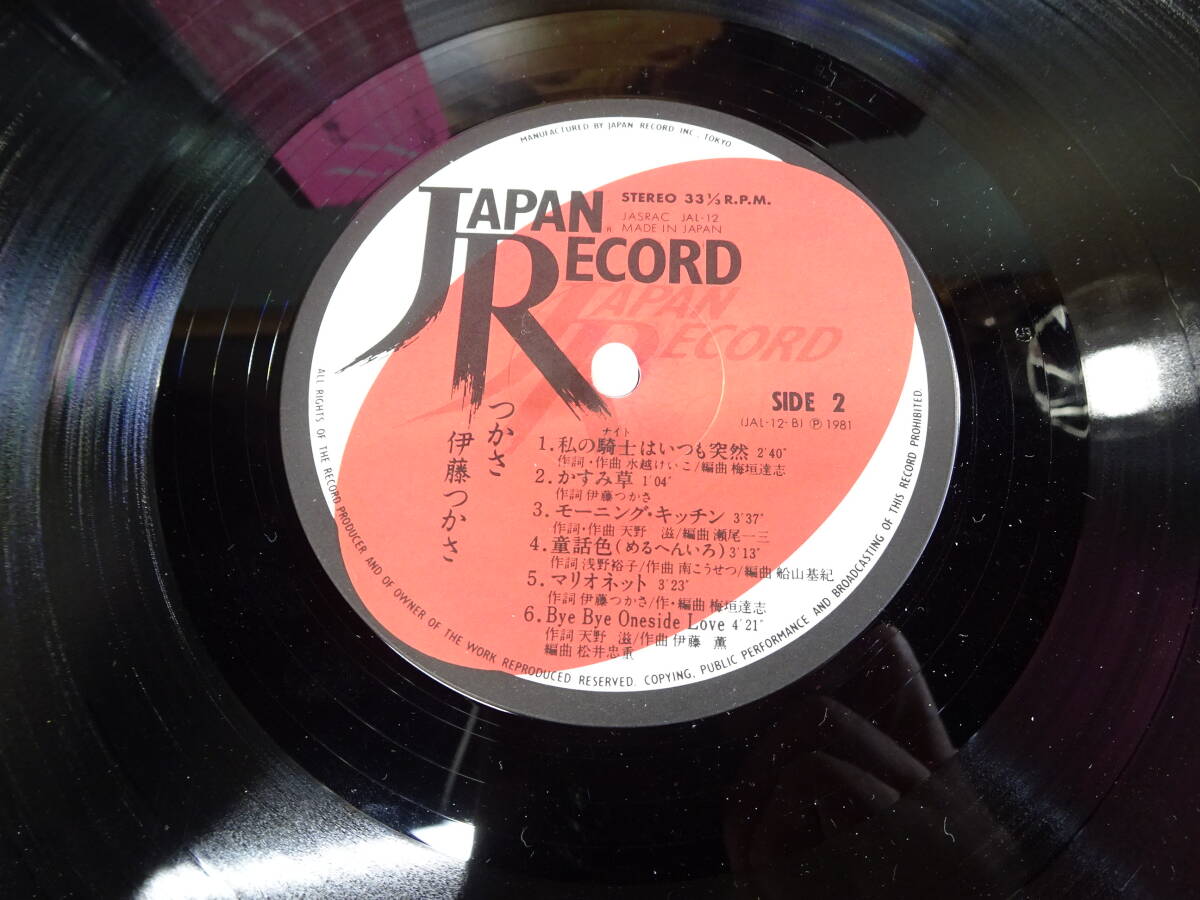 MANUFACTURED BY JAPAN RECORD INC., TOKYO
JAPAN
RECORD
STEREO 33 1/3 R.P.M.
JASRAC JAL-12
MADE IN JAPAN
JAPAN
RECORD
SIDE 2
(JAL-12-B) Ⓟ 1981
つかさ
伊藤つかさ
ナイト
1. 私の騎士はいつも突然 2'40"
作詞・作曲 水越けいこ/編曲 梅垣達志
2. かすみ草 1'04"
作詞 伊藤つかさ
3. モーニング・キッチン 3'37"
作詞・作曲 天野 滋/編曲 瀬尾一三
4. 童話色(めるへんいろ) 3'13"
作詞 浅野裕子/作曲 南こうせつ/編曲 船山基紀
5. マリオネット 3'23"
作詞 伊藤つかさ/作・編曲 梅垣達志
6. Bye Bye Oneside Love 4'21"
作詞 天野 滋/作曲 伊藤 薫
編曲 松井忠重
ALL RIGHTS OF THE RECORD PRODUCER AND OF OWNER OF THE WORK REPRODUCED RESERVED. COPYING, PUBLIC PERFORMANCE AND BROADCASTING OF THIS RECORD PROHIBITED.